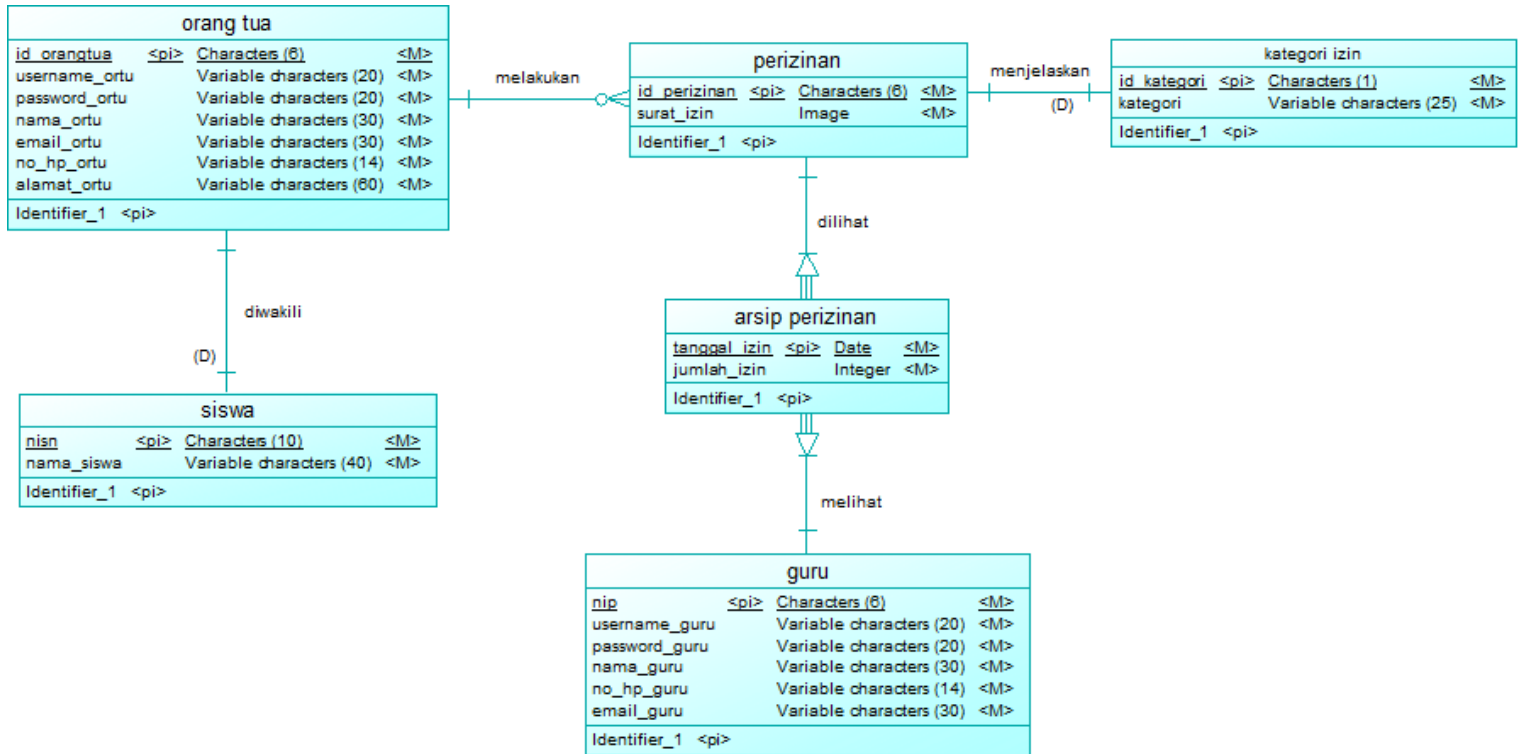 orang tua
id_orangtua <pi> Characters (6) <M>
username_ortu Variable characters (20) <M>
password_ortu Variable characters (20) <M>
nama_ortu Variable characters (30) <M>
email_ortu Variable characters (30) <M>
no_hp_ortu Variable characters (14) <M>
alamat_ortu Variable characters (60) <M>
Identifier_1 <pi>
melakukan
perizinan
id_perizinan <pi> Characters (6) <M>
surat_izin Image <M>
Identifier_1 <pi>
menjelaskan
(D)
kategori izin
id_kategori <pi> Characters (1) <M>
kategori Variable characters (25) <M>
Identifier_1 <pi>
diwakili
(D)
siswa
nisn <pi> Characters (10) <M>
nama_siswa Variable characters (40) <M>
Identifier_1 <pi>
dilihat
arsip perizinan
tanggal_izin <pi> Date <M>
jumlah_izin Integer <M>
Identifier_1 <pi>
melihat
guru
nip <pi> Characters (6) <M>
username_guru Variable characters (20) <M>
password_guru Variable characters (20) <M>
nama_guru Variable characters (30) <M>
no_hp_guru Variable characters (14) <M>
email_guru Variable characters (30) <M>
Identifier_1 <pi>